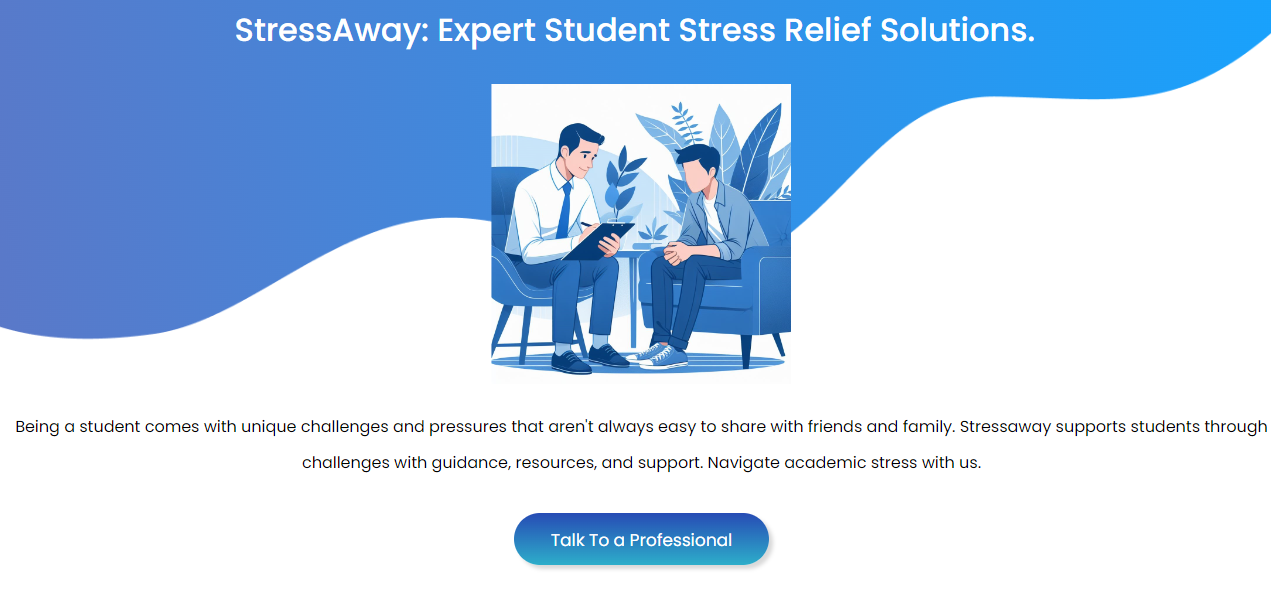 StressAway: Expert Student Stress Relief Solutions.
Being a student comes with unique challenges and pressures that aren't always easy to share with friends and family. Stressaway supports students through
challenges with guidance, resources, and support. Navigate academic stress with us.
Talk To a Professional